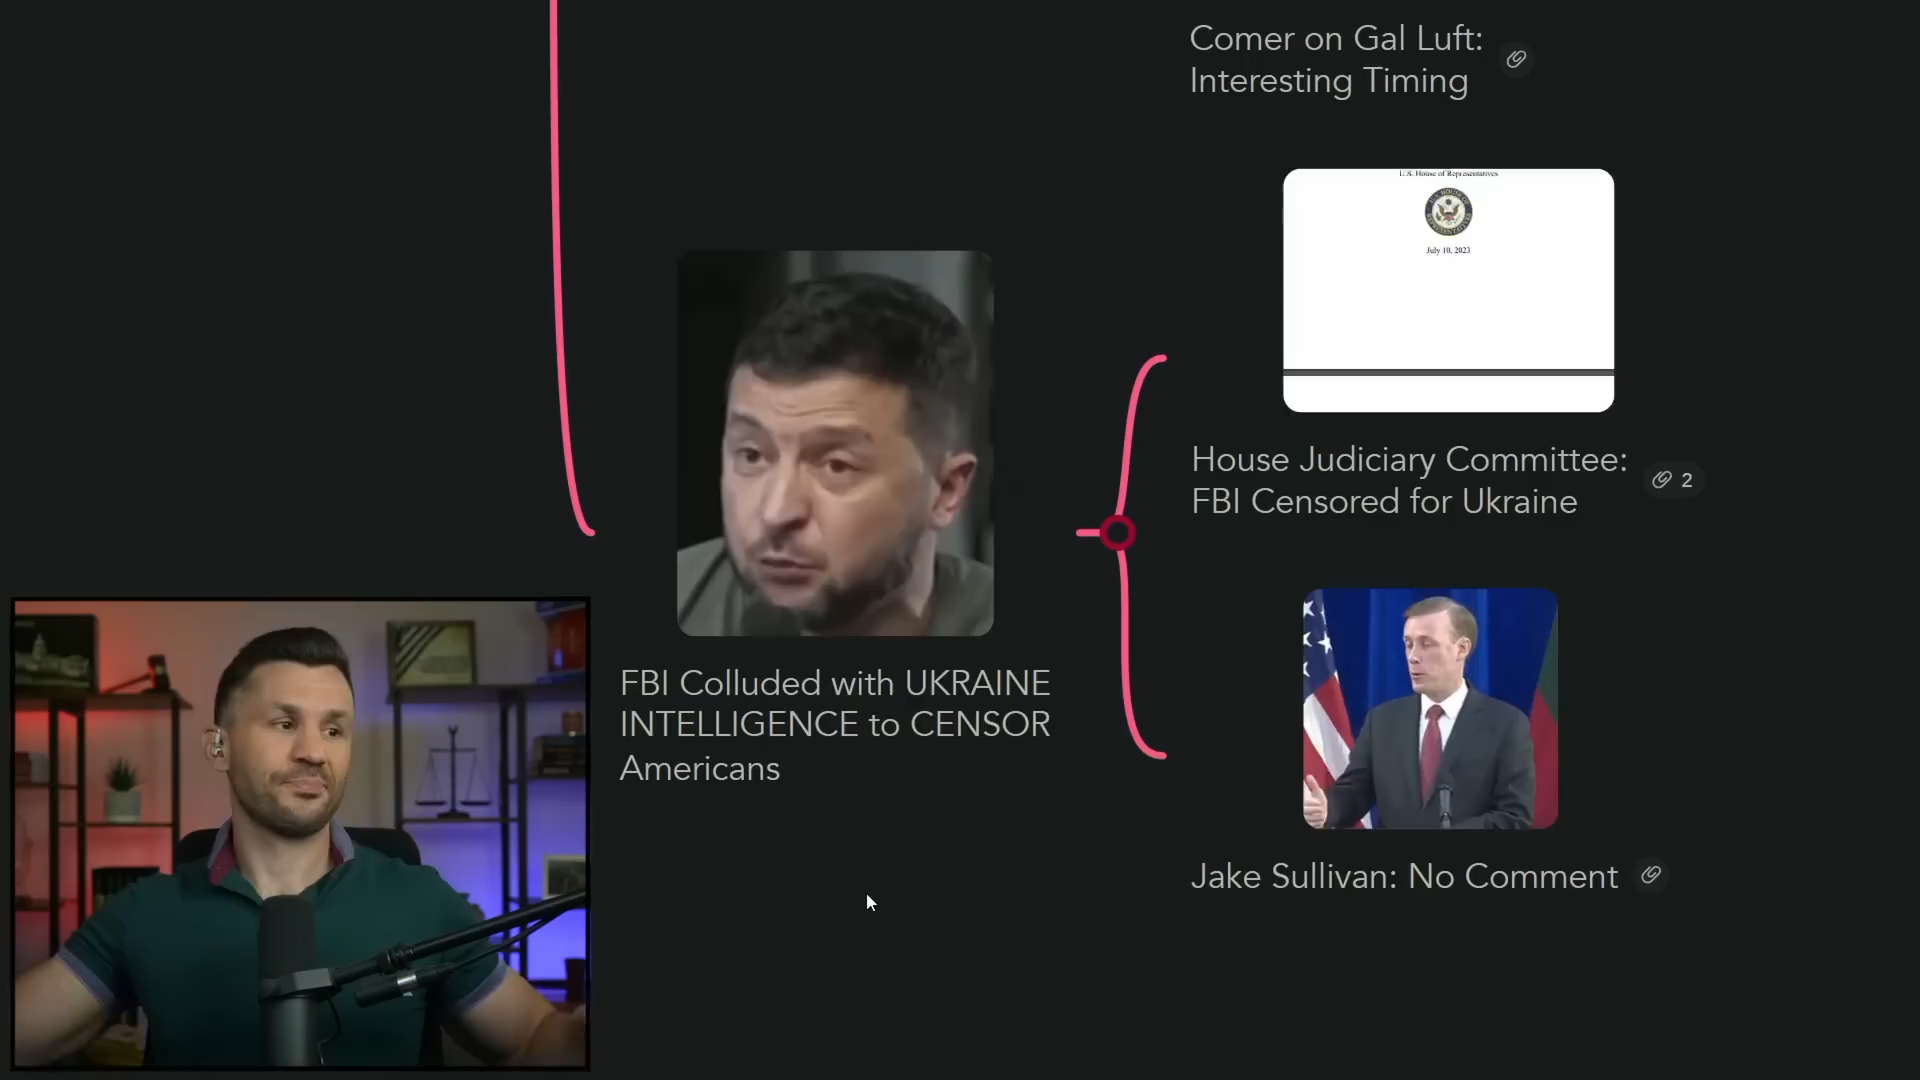 Comer on Gal Luft:
Interesting Timing
U.S. House of Representatives
July 10, 2023
House Judiciary Committee:
FBI Censored for Ukraine
2
FBI Colluded with UKRAINE
INTELLIGENCE to CENSOR
Americans
Jake Sullivan: No Comment